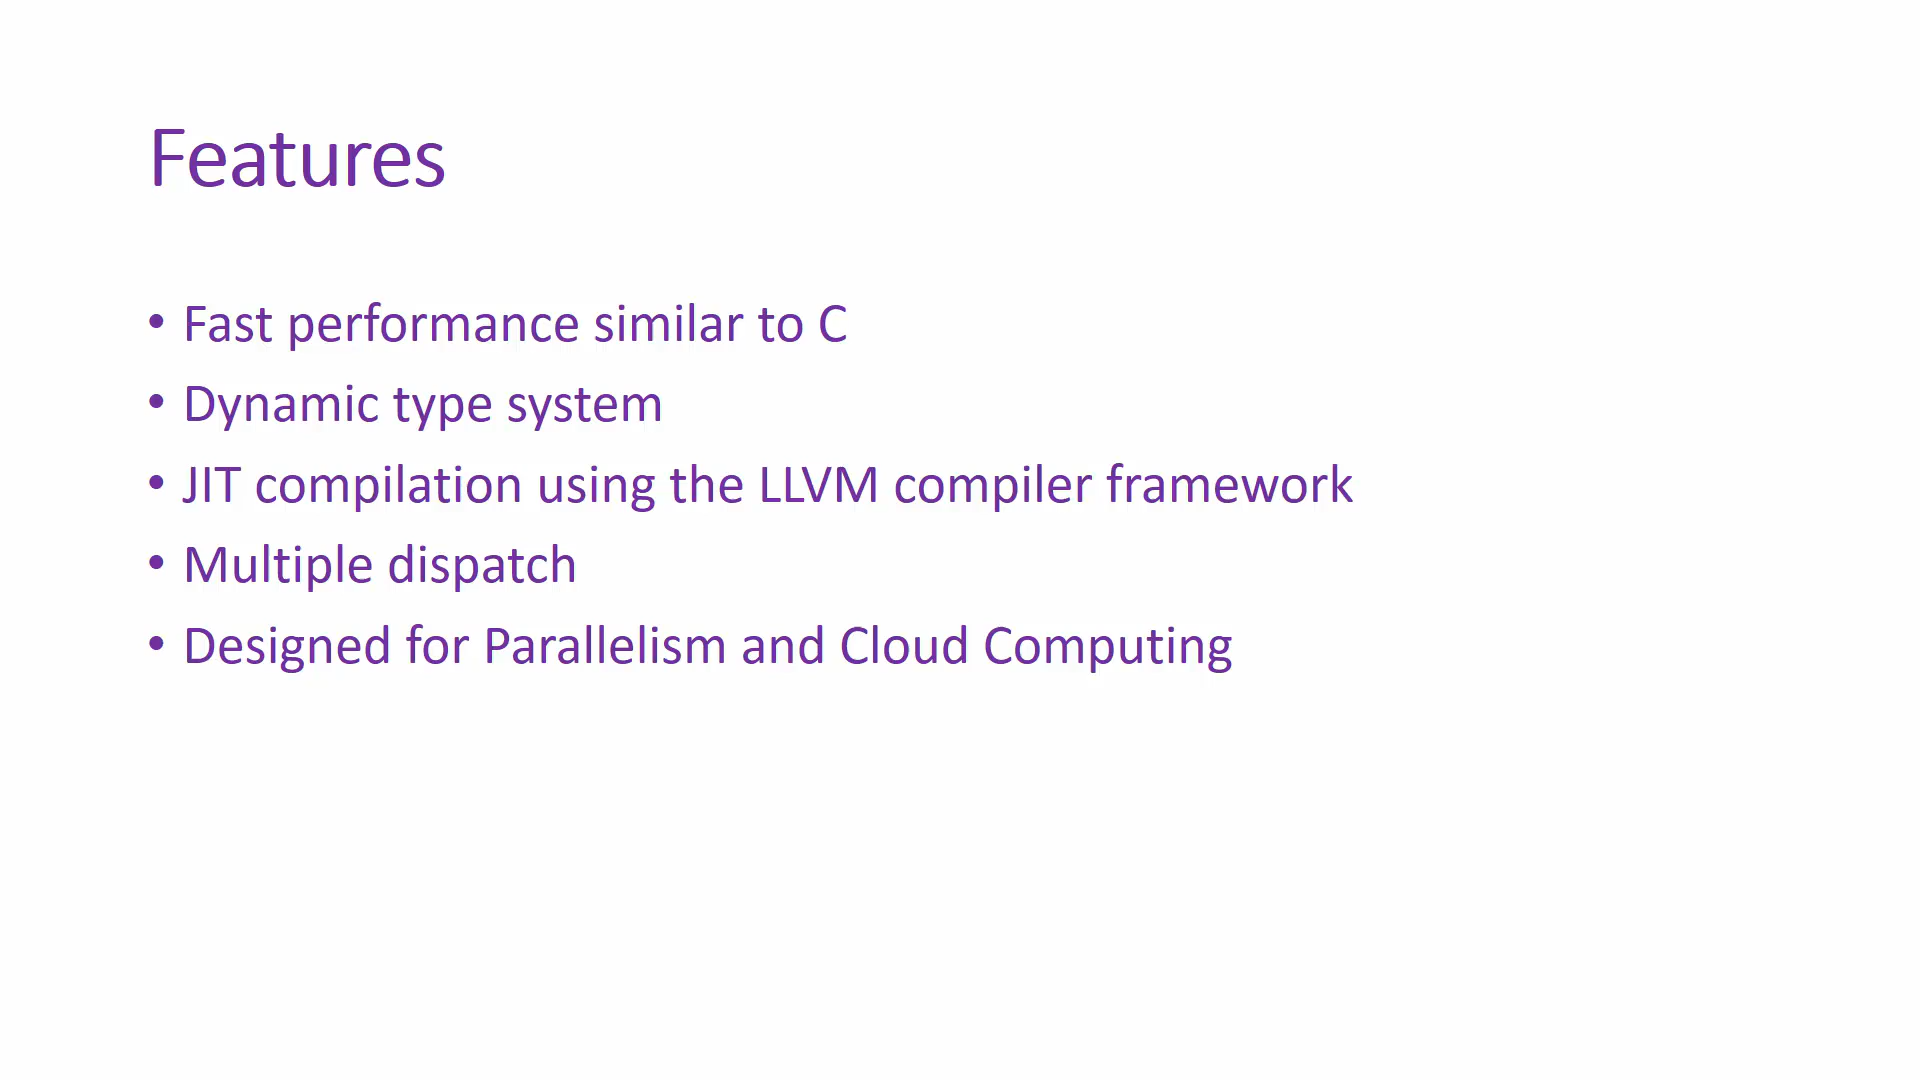 Features
• Fast performance similar to C
• Dynamic type system
• JIT compilation using the LLVM compiler framework
• Multiple dispatch
• Designed for Parallelism and Cloud Computing